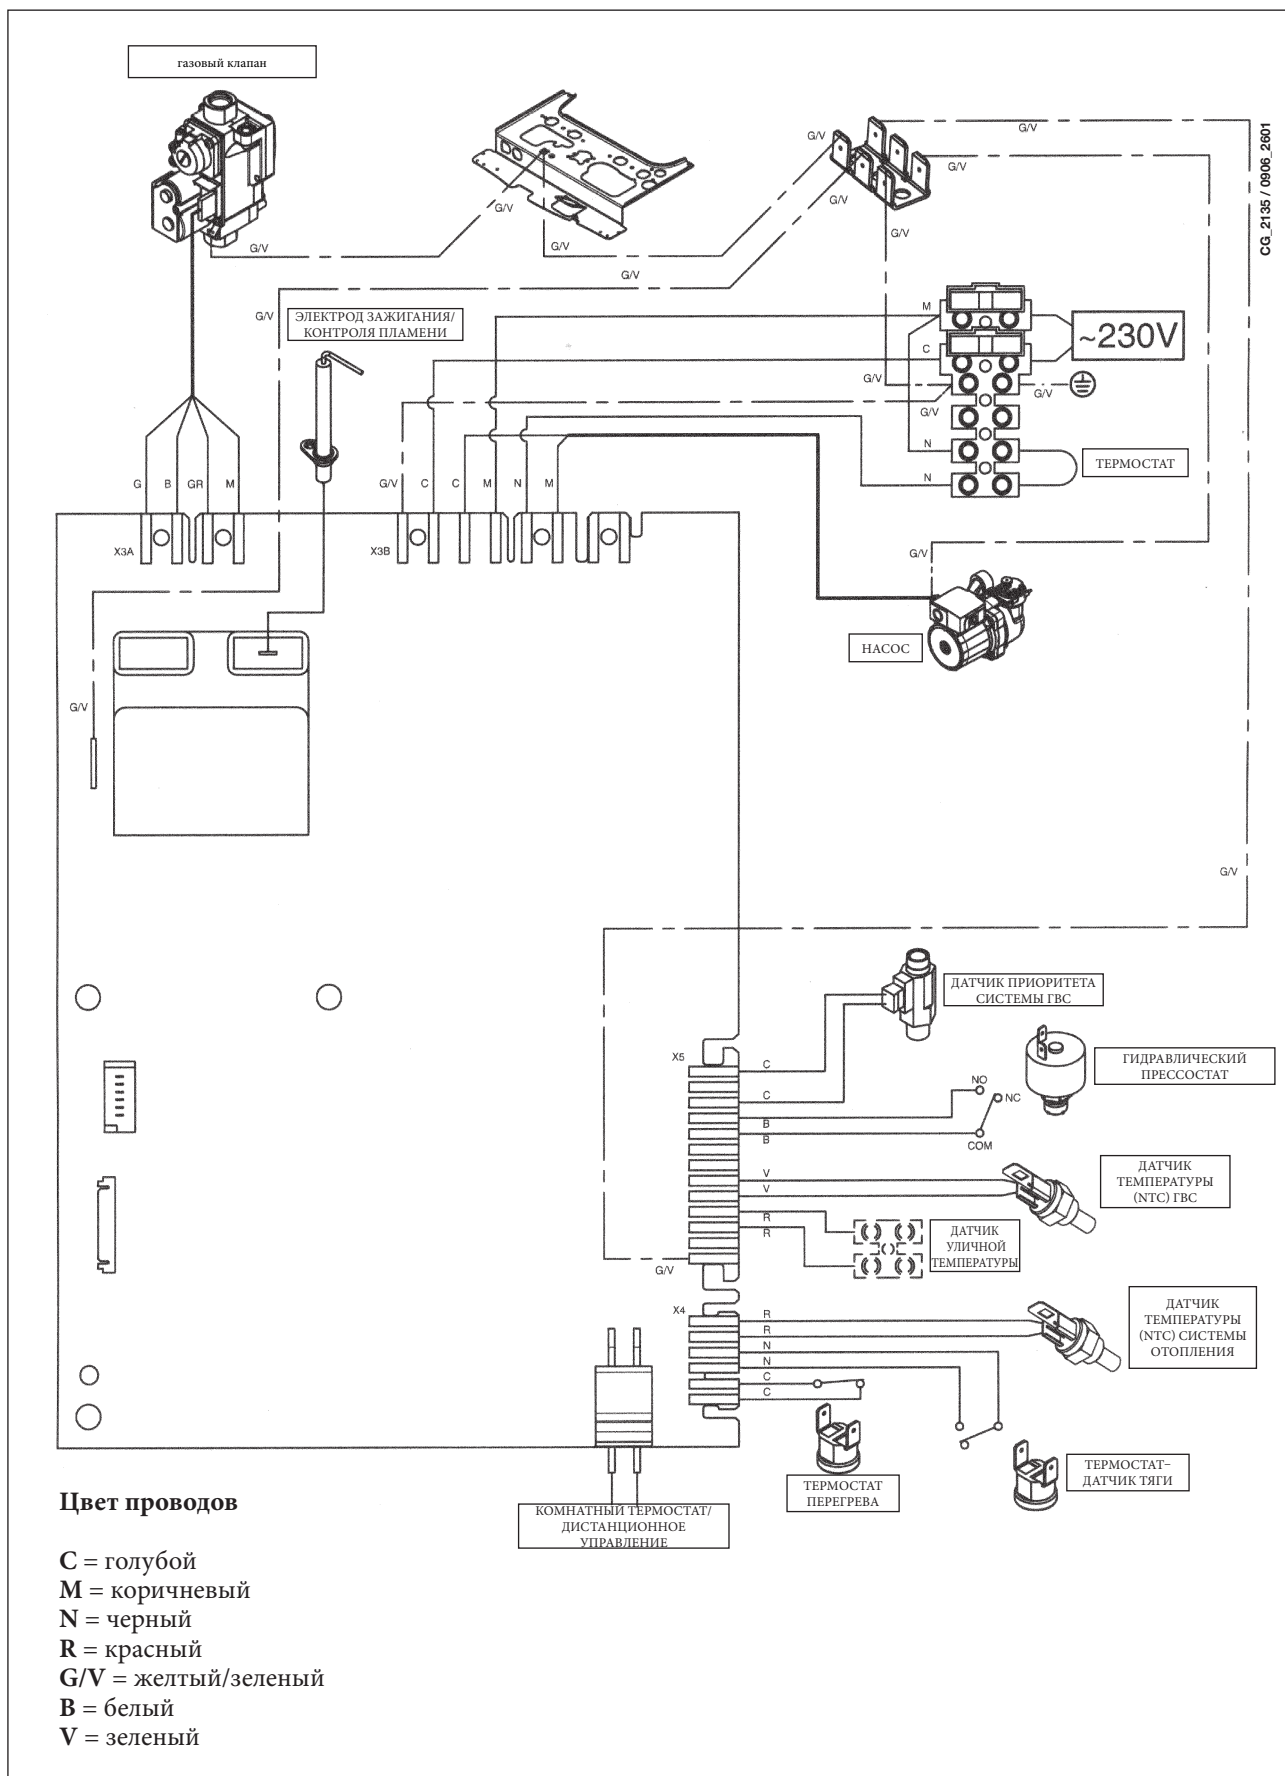 газовый клапан
G/V
G/V
G/V
G/V
CG_2135 / 0906_2601
G/V
G/V
G/V
G/V
G/V
G/V
ЭЛЕКТРОД ЗАЖИГАНИЯ/
КОНТРОЛЯ ПЛАМЕНИ
M
~230V
C
G/V
G/V
G/V
N
ТЕРМОСТАТ
N
G
B
GR
M
G/V
C
C
M
N
M
X3A
X3B
G/V
НАСОС
G/V
G/V
ДАТЧИК ПРИОРИТЕТА
СИСТЕМЫ ГВС
X5
C
ГИДРАВЛИЧЕСКИЙ
ПРЕССОСТАТ
NO
C
NC
B
B
COM
V
V
ДАТЧИК
ТЕМПЕРАТУРЫ
(NTC) ГВС
R
R
ДАТЧИК
УЛИЧНОЙ
ТЕМПЕРАТУРЫ
G/V
X4
R
R
N
N
C
C
ДАТЧИК
ТЕМПЕРАТУРЫ
(NTC) СИСТЕМЫ
ОТОПЛЕНИЯ
ТЕРМОСТАТ
ПЕРЕГРЕВА
ТЕРМОСТАТ–
ДАТЧИК ТЯГИ
КОМНАТНЫЙ ТЕРМОСТАТ/
ДИСТАНЦИОННОЕ
УПРАВЛЕНИЕ
Цвет проводов
C = голубой
M = коричневый
N = черный
R = красный
G/V = желтый/зеленый
B = белый
V = зеленый